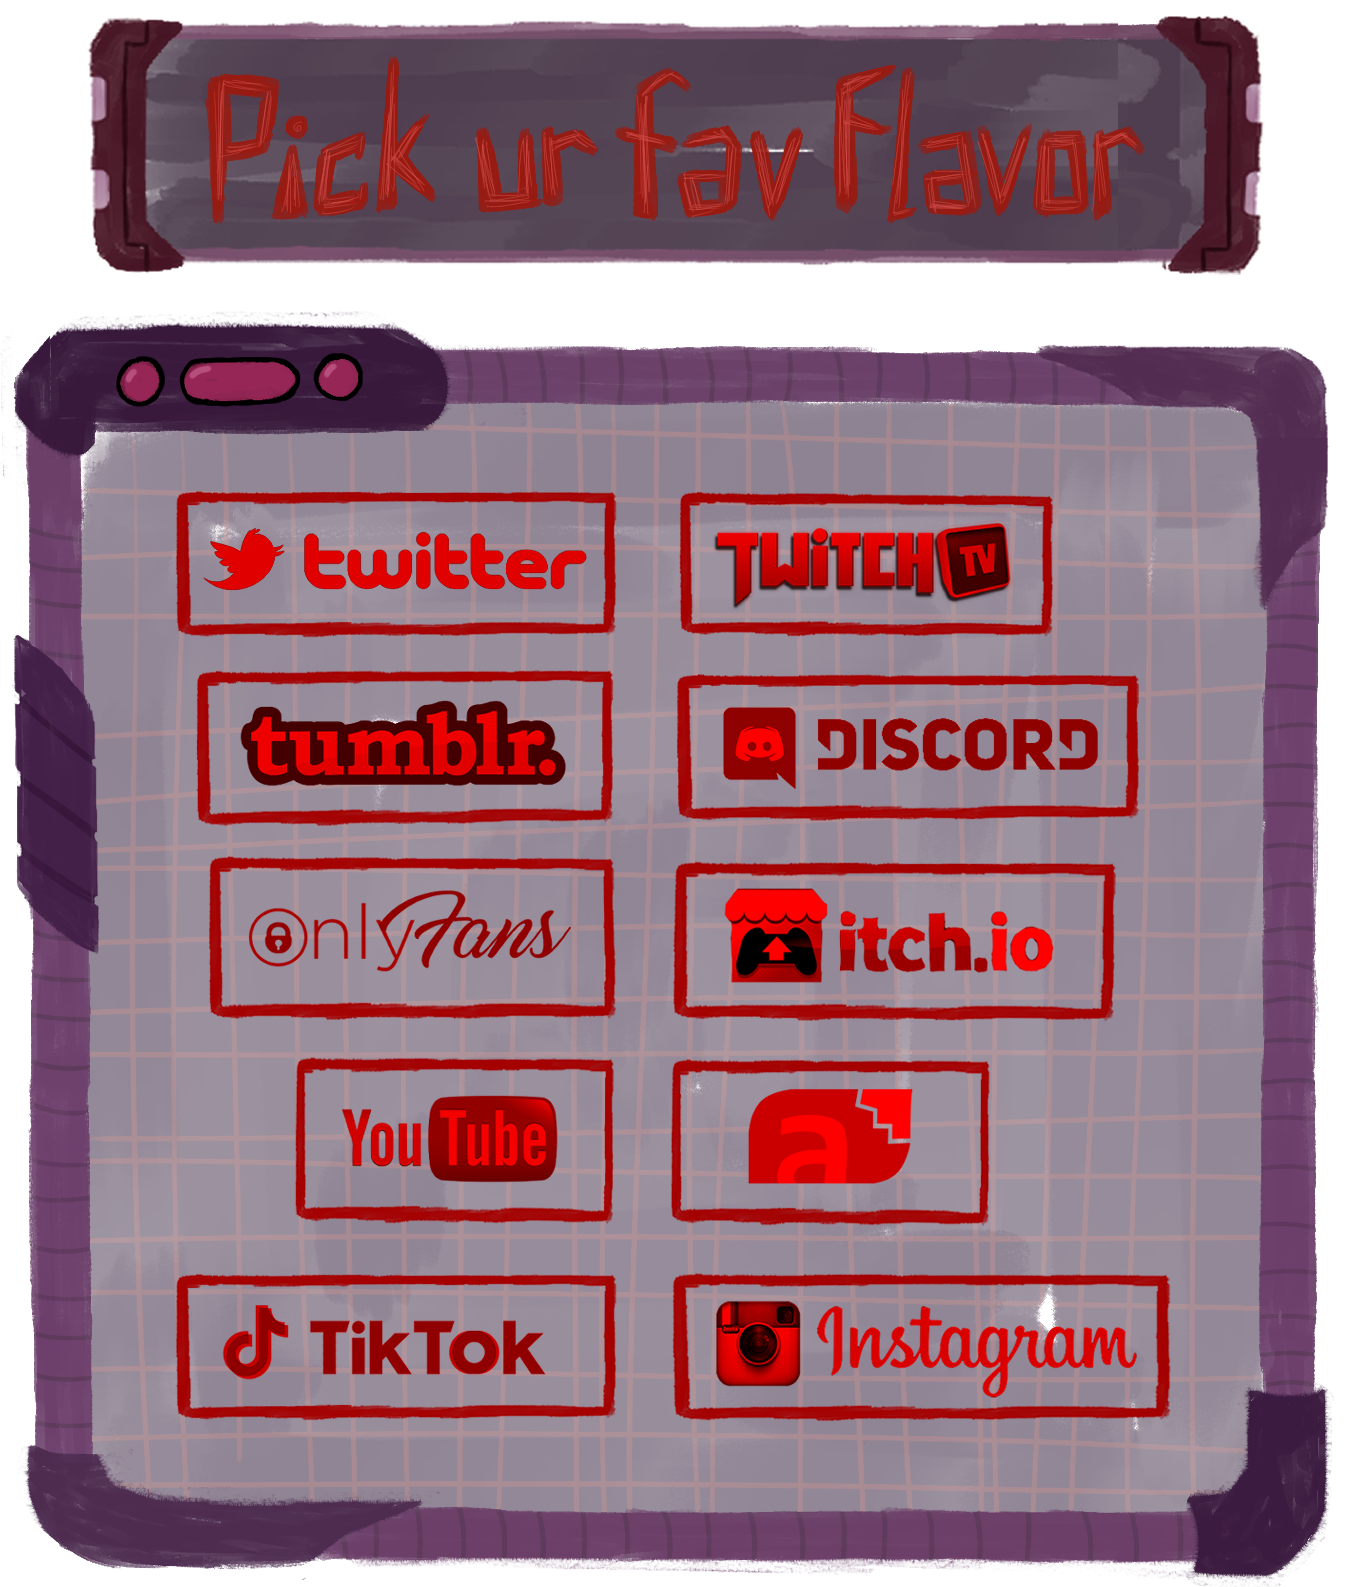 Pick ur fav Flavor
twitter
TWiTCH TV
tumblr.
DISCORD
OnlyFans
itch.io
YouTube
a
TikTok
Instagram